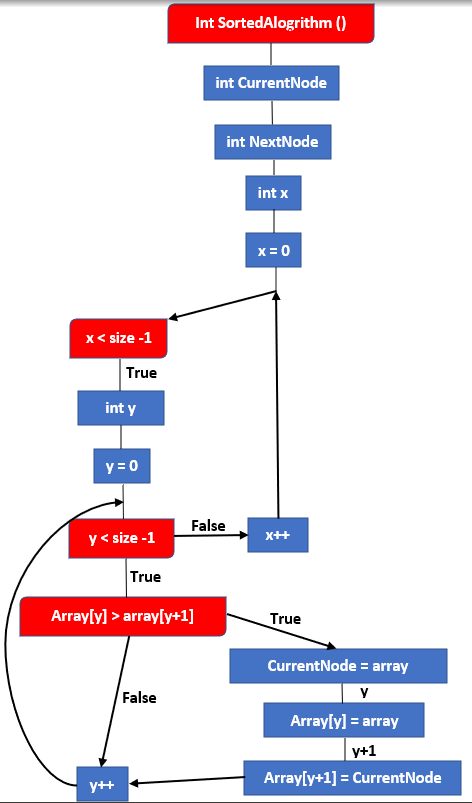 Int SortedAlogrithm ()
int CurrentNode
int NextNode
int x
x = 0
x < size -1
True
int y
y = 0
y < size -1
False
x++
True
Array[y] > array[y+1]
True
CurrentNode = array
y
False
Array[y] = array
y+1
Array[y+1] = CurrentNode
y++